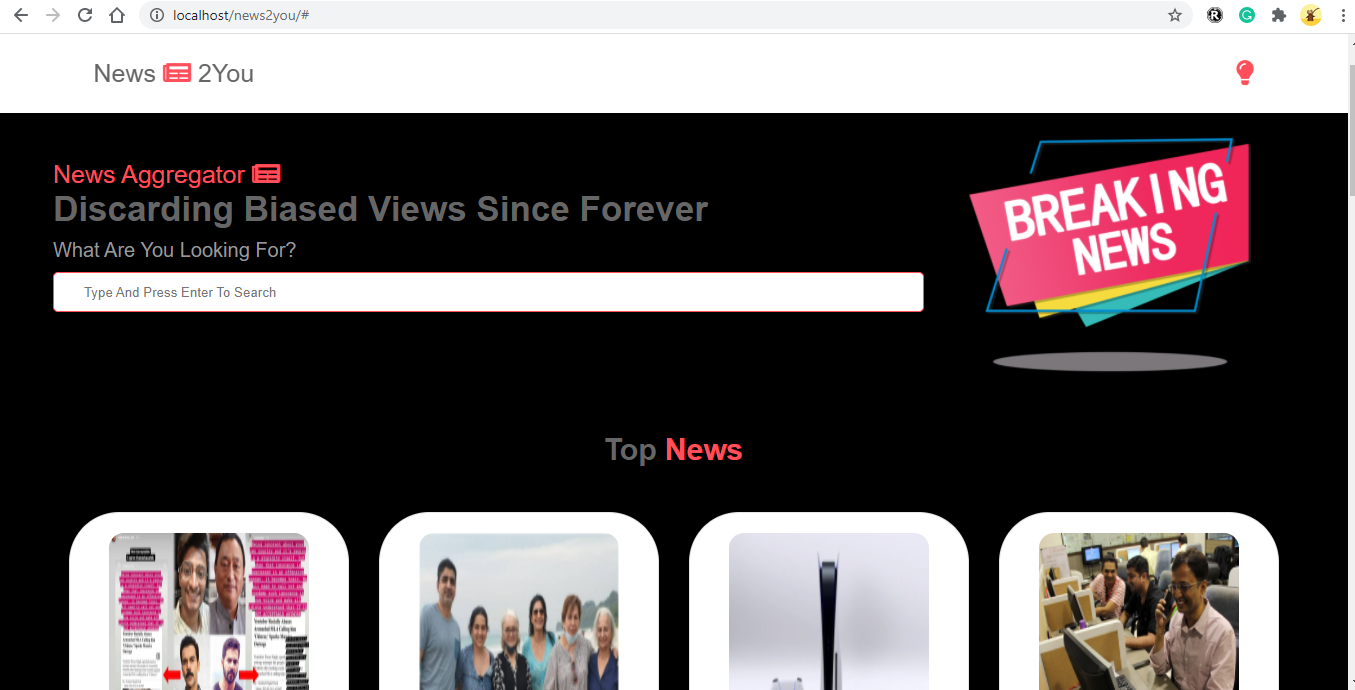 localhost/news2you/#
News 2You
News Aggregator
Discarding Biased Views Since Forever
What Are You Looking For?
Type And Press Enter To Search
BREAKING
NEWS
Top News